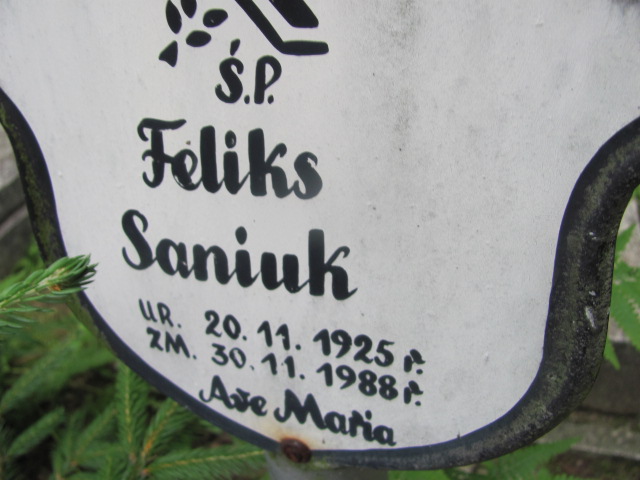 Ś.P.
Feliks
Saniuk
UR. 20. 11. 1925 r.
ZM. 30. 11. 1988 r.
Ave Maria